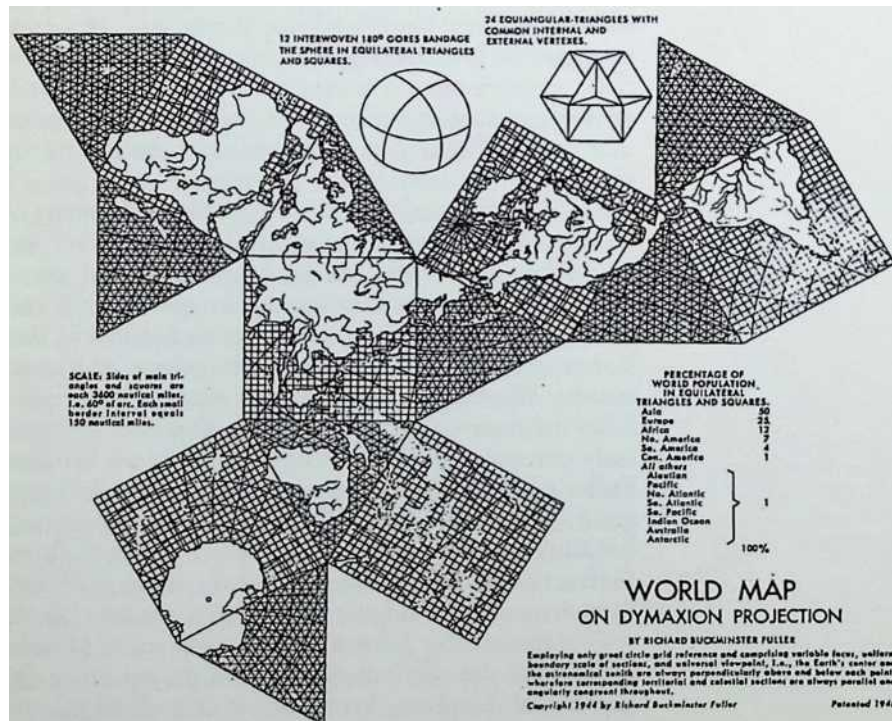 12 INTERWOVEN 180° GORES BANDAGE
THE SPHERE IN EQUILATERAL TRIANGLES
AND SQUARES.
24 EQUIANGULAR-TRIANGLES WITH
COMMON INTERNAL AND
EXTERNAL VERTEXES.
SCALE: Sides of main tri-
angles and squares are
each 3600 nautical miles,
i.e., 60° of arc. Each small
border interval equals
150 nautical miles.
PERCENTAGE OF
WORLD POPULATION
IN EQUILATERAL
TRIANGLES AND SQUARES.
Asia 50
Europe 25
Africa 12
No. America 7
So. America 4
Cen. America 1
All others
Aleutian
Pacific
No. Atlantic
So. Atlantic 1
So. Pacific
Indian Ocean
Australia
Antarctic
100%
WORLD MAP
ON DYMAXION PROJECTION
BY RICHARD BUCKMINSTER FULLER
Employing only great circle grid reference and comprising variable focus, uniform
boundary scale of sections, and universal viewpoint, i.e., the Earth's center and
the astronomical zenith are always perpendicularly above and below each point
wherefore corresponding territorial and celestial sections are always parallel and
angularly congruent throughout.
Copyright 1944 by Richard Buckminster Fuller Patented 194